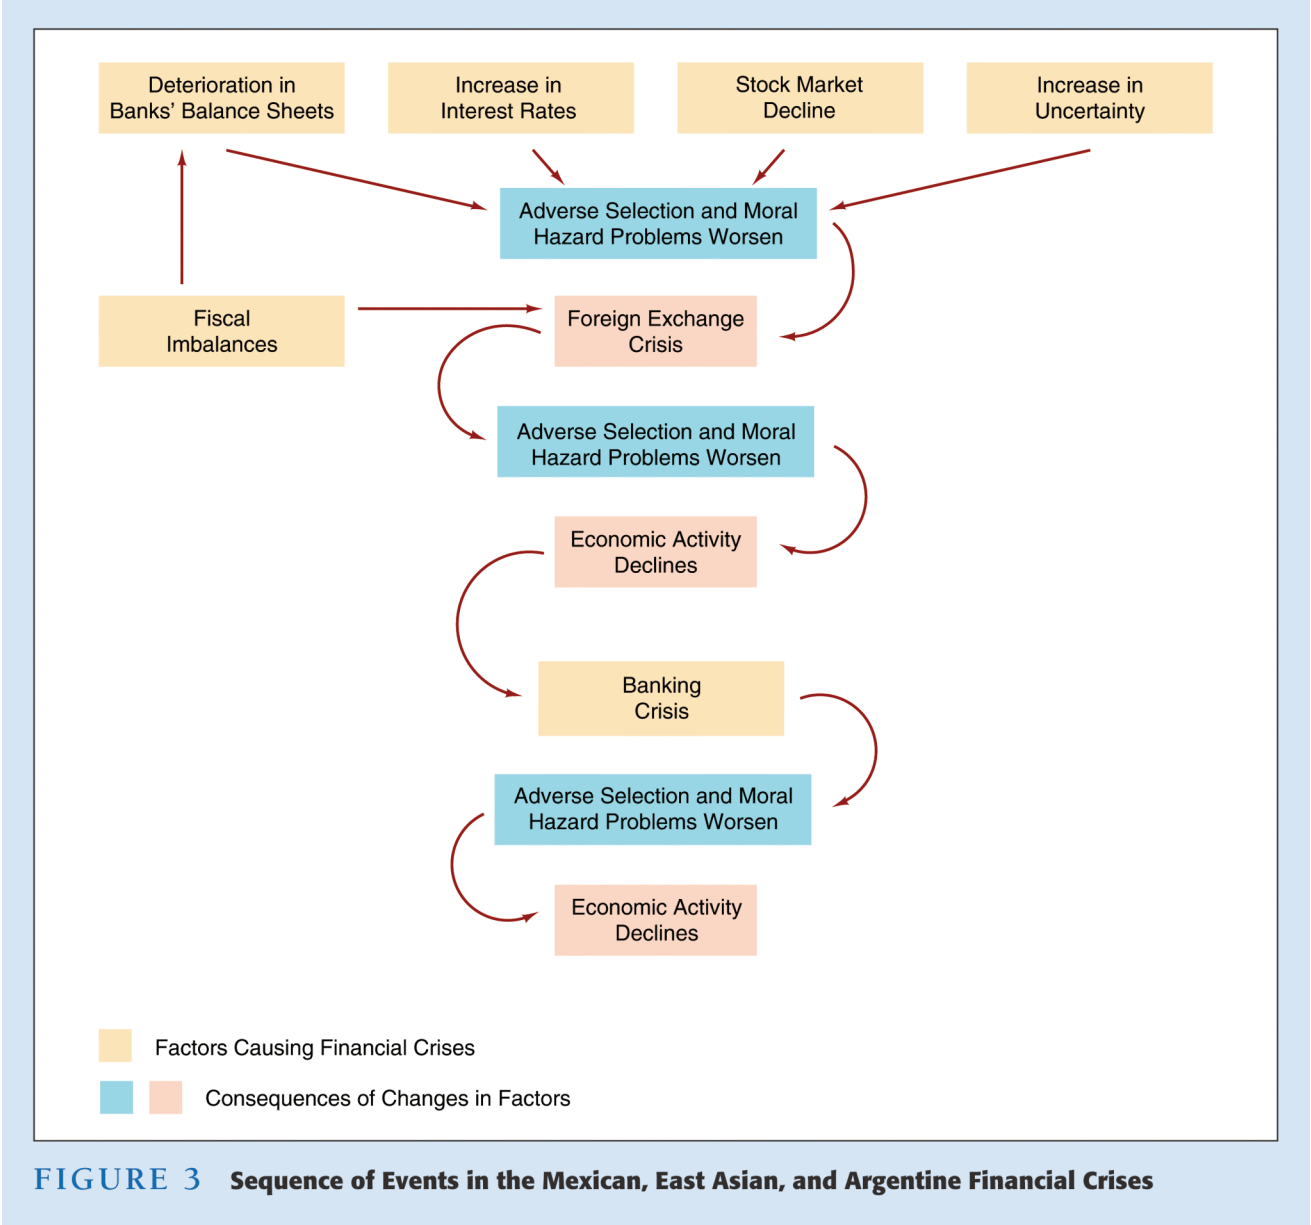 Deterioration in
Banks’ Balance Sheets
Increase in
Interest Rates
Stock Market
Decline
Increase in
Uncertainty
Adverse Selection and Moral
Hazard Problems Worsen
Fiscal
Imbalances
Foreign Exchange
Crisis
Adverse Selection and Moral
Hazard Problems Worsen
Economic Activity
Declines
Banking
Crisis
Adverse Selection and Moral
Hazard Problems Worsen
Economic Activity
Declines
Factors Causing Financial Crises
Consequences of Changes in Factors
FIGURE 3 Sequence of Events in the Mexican, East Asian, and Argentine Financial Crises